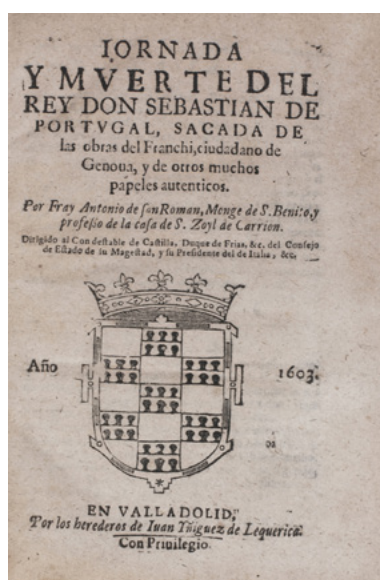 IORNADA
Y MVERTE DEL
REY DON SEBASTIAN DE
PORTVGAL, SACADA DE
las obras del Franchi, ciudadano de
Genoua, y de otros muchos
papeles autenticos.
Por Fray Antonio de san Roman, Monge de S. Benito, y
professo de la casa de S. Zoyl de Carrion.
Dirigido al Condestable de Castilla, Duque de Frias, &c. del Consejo
de Estado de su Magestad, y su Presidente del de Italia, &c.
Año 1603.
EN VALLADOLID,
Por los herederos de Iuan Yñiguez de Lequerica.
Con Priuilegio.